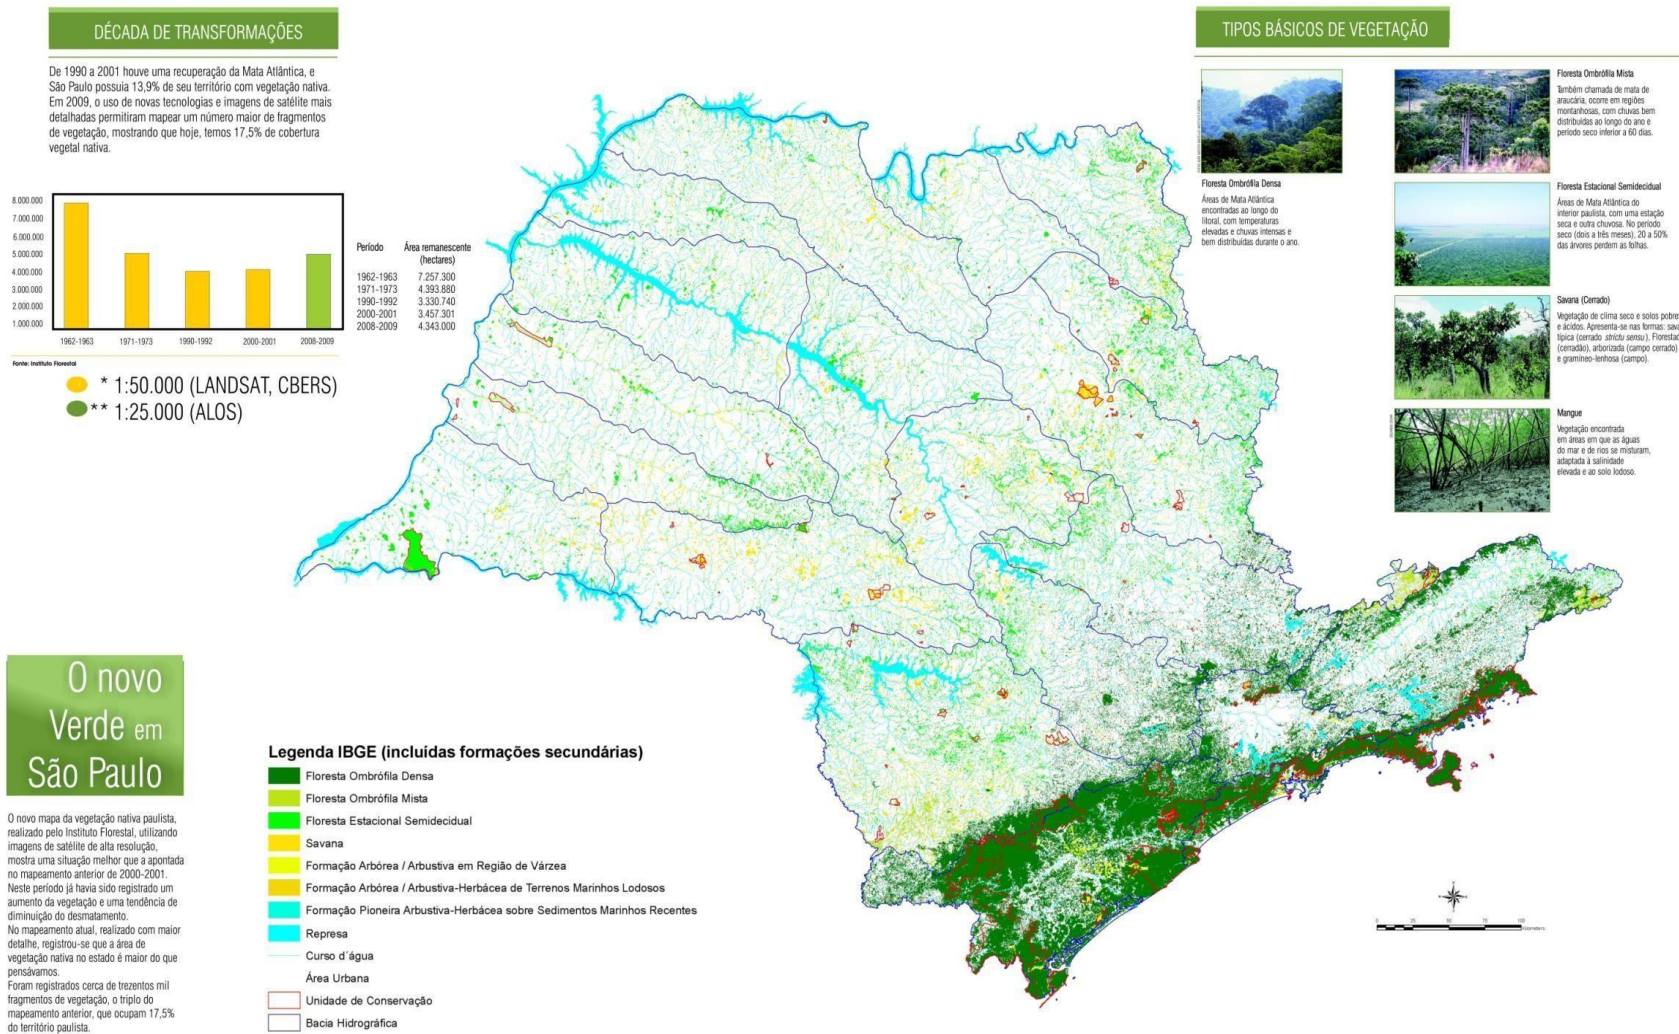 DÉCADA DE TRANSFORMAÇÕES
De 1990 a 2001 houve uma recuperação da Mata Atlântica, e
São Paulo possuia 13,9% de seu território com vegetação nativa.
Em 2009, o uso de novas tecnologias e imagens de satélite mais
detalhadas permitiram mapear um número maior de fragmentos
de vegetação, mostrando que hoje, temos 17,5% de cobertura
vegetal nativa.
8.000.000
7.000.000
6.000.000
5.000.000
4.000.000
3.000.000
2.000.000
1.000.000
1962-1963 1971-1973 1990-1992 2000-2001 2008-2009
Fonte: Instituto Florestal
* 1:50.000 (LANDSAT, CBERS)
** 1:25.000 (ALOS)
Período Área remanescente
(hectares)
1962-1963 7.257.300
1971-1973 4.393.880
1990-1992 3.330.740
2000-2001 3.457.301
2008-2009 4.343.000
TIPOS BÁSICOS DE VEGETAÇÃO
Floresta Ombrófila Densa
Áreas de Mata Atlântica
encontradas ao longo do
litoral, com temperaturas
elevadas e chuvas intensas e
bem distribuídas durante o ano.
Floresta Ombrófila Mista
Também chamada de mata de
araucária, ocorre em regiões
montanhosas, com chuvas bem
distribuídas ao longo do ano e
período seco inferior a 60 dias.
Floresta Estacional Semidecidual
Áreas de Mata Atlântica do
interior paulista, com uma estação
seca e outra chuvosa. No período
seco (dois a três meses), 20 a 50%
das árvores perdem as folhas.
Savana (Cerrado)
Vegetação de clima seco e solos pobres
e ácidos. Apresenta-se nas formas: sava
típica (cerrado strictu sensu), Florestad
(cerradão), arborizada (campo cerrado)
e gramíneo-lenhosa (campo).
Mangue
Vegetação encontrada
em áreas em que as águas
do mar e de rios se misturam,
adaptada à salinidade
elevada e ao solo lodoso.
O novo
Verde em
São Paulo
O novo mapa da vegetação nativa paulista,
realizado pelo Instituto Florestal, utilizando
imagens de satélite de alta resolução,
mostra uma situação melhor que a apontada
no mapeamento anterior de 2000-2001.
Neste período já havia sido registrado um
aumento da vegetação e uma tendência de
diminuição do desmatamento.
No mapeamento atual, realizado com maior
detalhe, registrou-se que a área de
vegetação nativa no estado é maior do que
pensávamos.
Foram registrados cerca de trezentos mil
fragmentos de vegetação, o triplo do
mapeamento anterior, que ocupam 17,5%
do território paulista.
Legenda IBGE (incluídas formações secundárias)
Floresta Ombrófila Densa
Floresta Ombrófila Mista
Floresta Estacional Semidecidual
Savana
Formação Arbórea / Arbustiva em Região de Várzea
Formação Arbórea / Arbustiva-Herbácea de Terrenos Marinhos Lodosos
Formação Pioneira Arbustiva-Herbácea sobre Sedimentos Marinhos Recentes
Represa
Curso d´água
Área Urbana
Unidade de Conservação
Bacia Hidrográfica
0 25 50 75 100
Kilometers